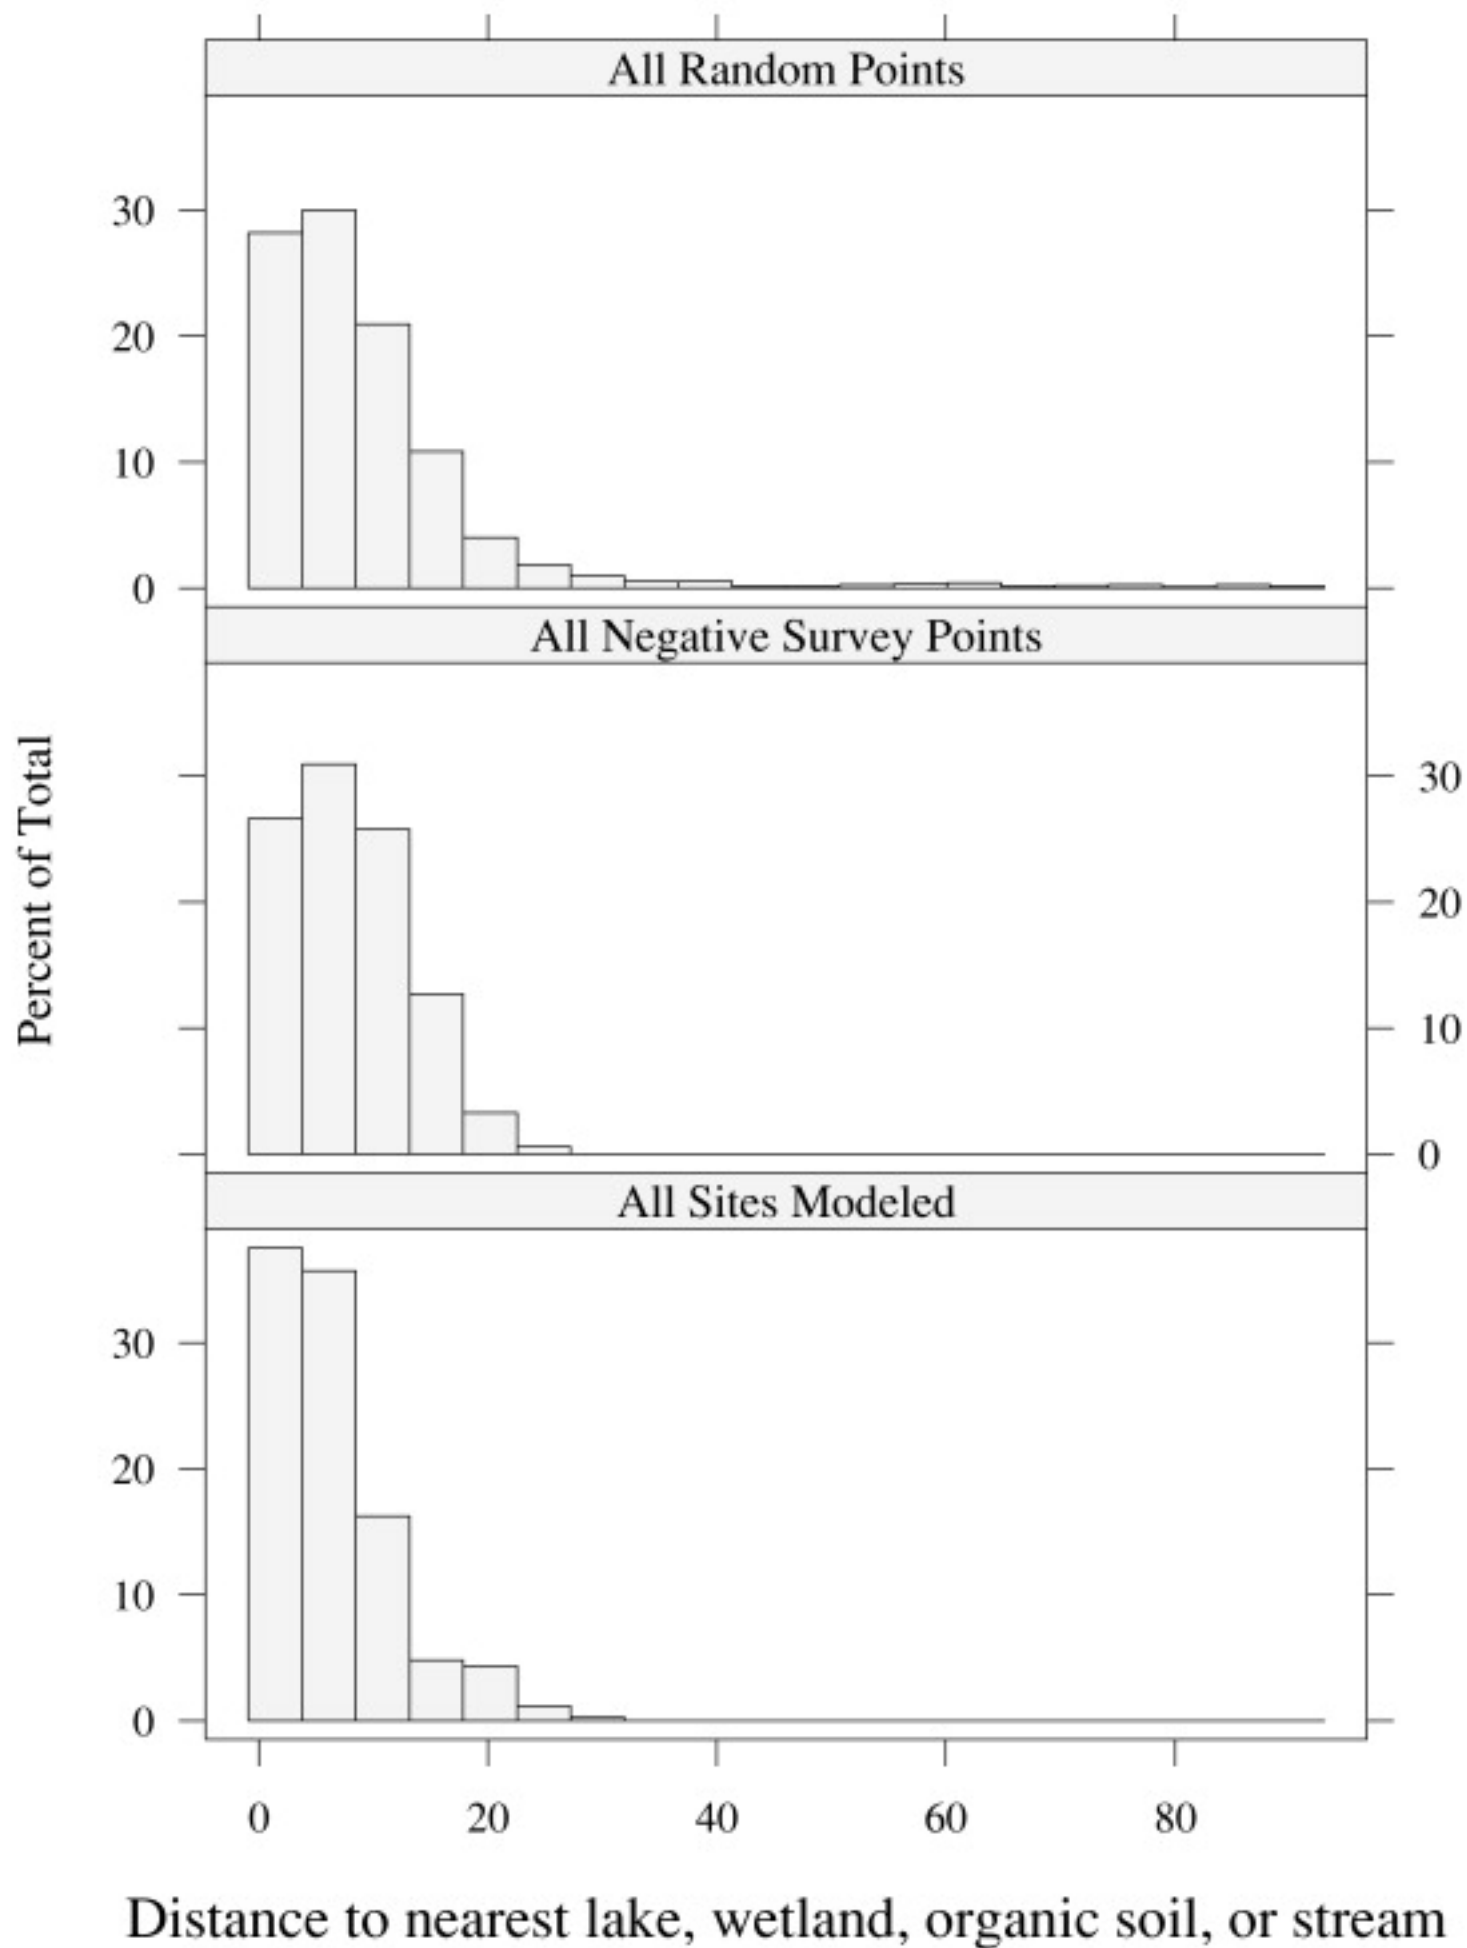 All Random Points
30
20
10
0
All Negative Survey Points
30
20
10
0
Percent of Total
All Sites Modeled
30
20
10
0
0 20 40 60 80
Distance to nearest lake, wetland, organic soil, or stream